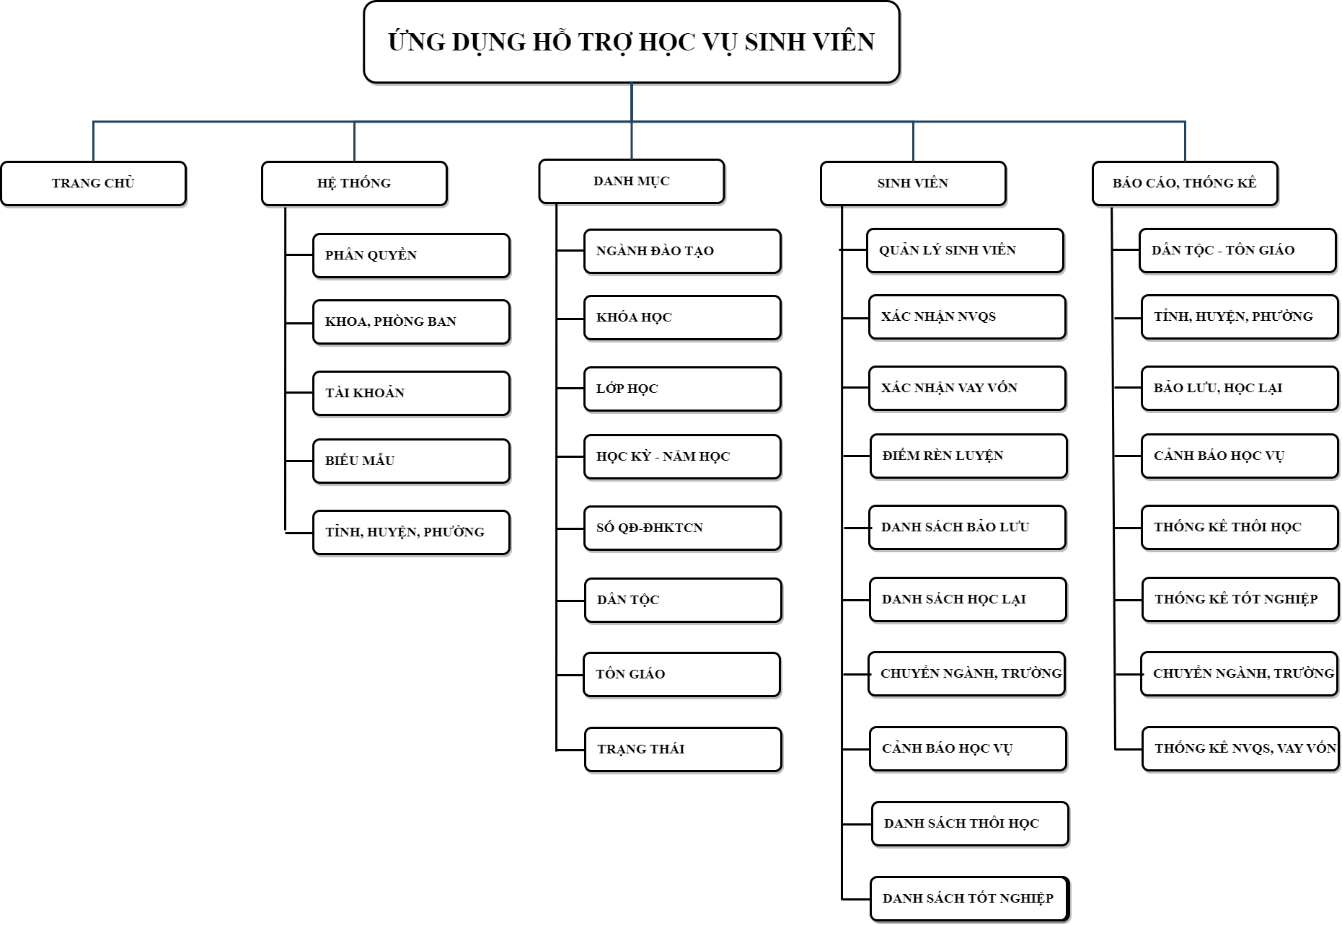 ỨNG DỤNG HỖ TRỢ HỌC VỤ SINH VIÊN
TRANG CHỦ
HỆ THỐNG
PHÂN QUYỀN
KHOA, PHÒNG BAN
TÀI KHOẢN
BIỂU MẪU
TỈNH, HUYỆN, PHƯỜNG
DANH MỤC
NGÀNH ĐÀO TẠO
KHÓA HỌC
LỚP HỌC
HỌC KỲ - NĂM HỌC
SỐ QĐ-ĐHKTCN
DÂN TỘC
TÔN GIÁO
TRẠNG THÁI
SINH VIÊN
QUẢN LÝ SINH VIÊN
XÁC NHẬN NVQS
XÁC NHẬN VAY VỐN
ĐIỂM RÈN LUYỆN
DANH SÁCH BẢO LƯU
DANH SÁCH HỌC LẠI
CHUYỂN NGÀNH, TRƯỜNG
CẢNH BÁO HỌC VỤ
DANH SÁCH THÔI HỌC
DANH SÁCH TỐT NGHIỆP
BÁO CÁO, THỐNG KÊ
DÂN TỘC - TÔN GIÁO
TỈNH, HUYỆN, PHƯỜNG
BẢO LƯU, HỌC LẠI
CẢNH BÁO HỌC VỤ
THỐNG KÊ THÔI HỌC
THỐNG KÊ TỐT NGHIỆP
CHUYỂN NGÀNH, TRƯỜNG
THỐNG KÊ NVQS, VAY VỐN